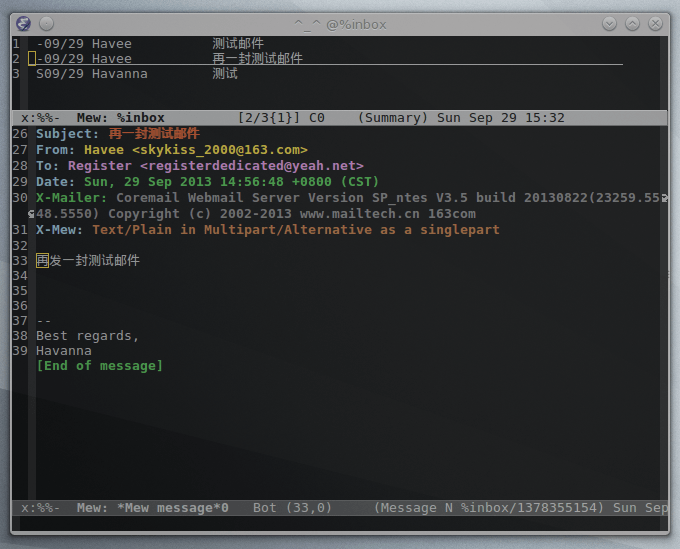 ^_^ @%inbox
1 -09/29 Havee 测试邮件
2 -09/29 Havee 再一封测试邮件
3 S09/29 Havanna 测试
x:%%- Mew: %inbox [2/3{1}] C0 (Summary) Sun Sep 29 15:32
26 Subject: 再一封测试邮件
27 From: Havee <skykiss_2000@163.com>
28 To: Register <registerdedicated@yeah.net>
29 Date: Sun, 29 Sep 2013 14:56:48 +0800 (CST)
30 X-Mailer: Coremail Webmail Server Version SP_ntes V3.5 build 20130822(23259.55
48.5550) Copyright (c) 2002-2013 www.mailtech.cn 163com
31 X-Mew: Text/Plain in Multipart/Alternative as a singlepart
32
33 再发一封测试邮件
34
35
36
37 --
38 Best regards,
39 Havanna
[End of message]
x:%%- Mew: *Mew message*0 Bot (33,0) (Message N %inbox/1378355154) Sun Sep